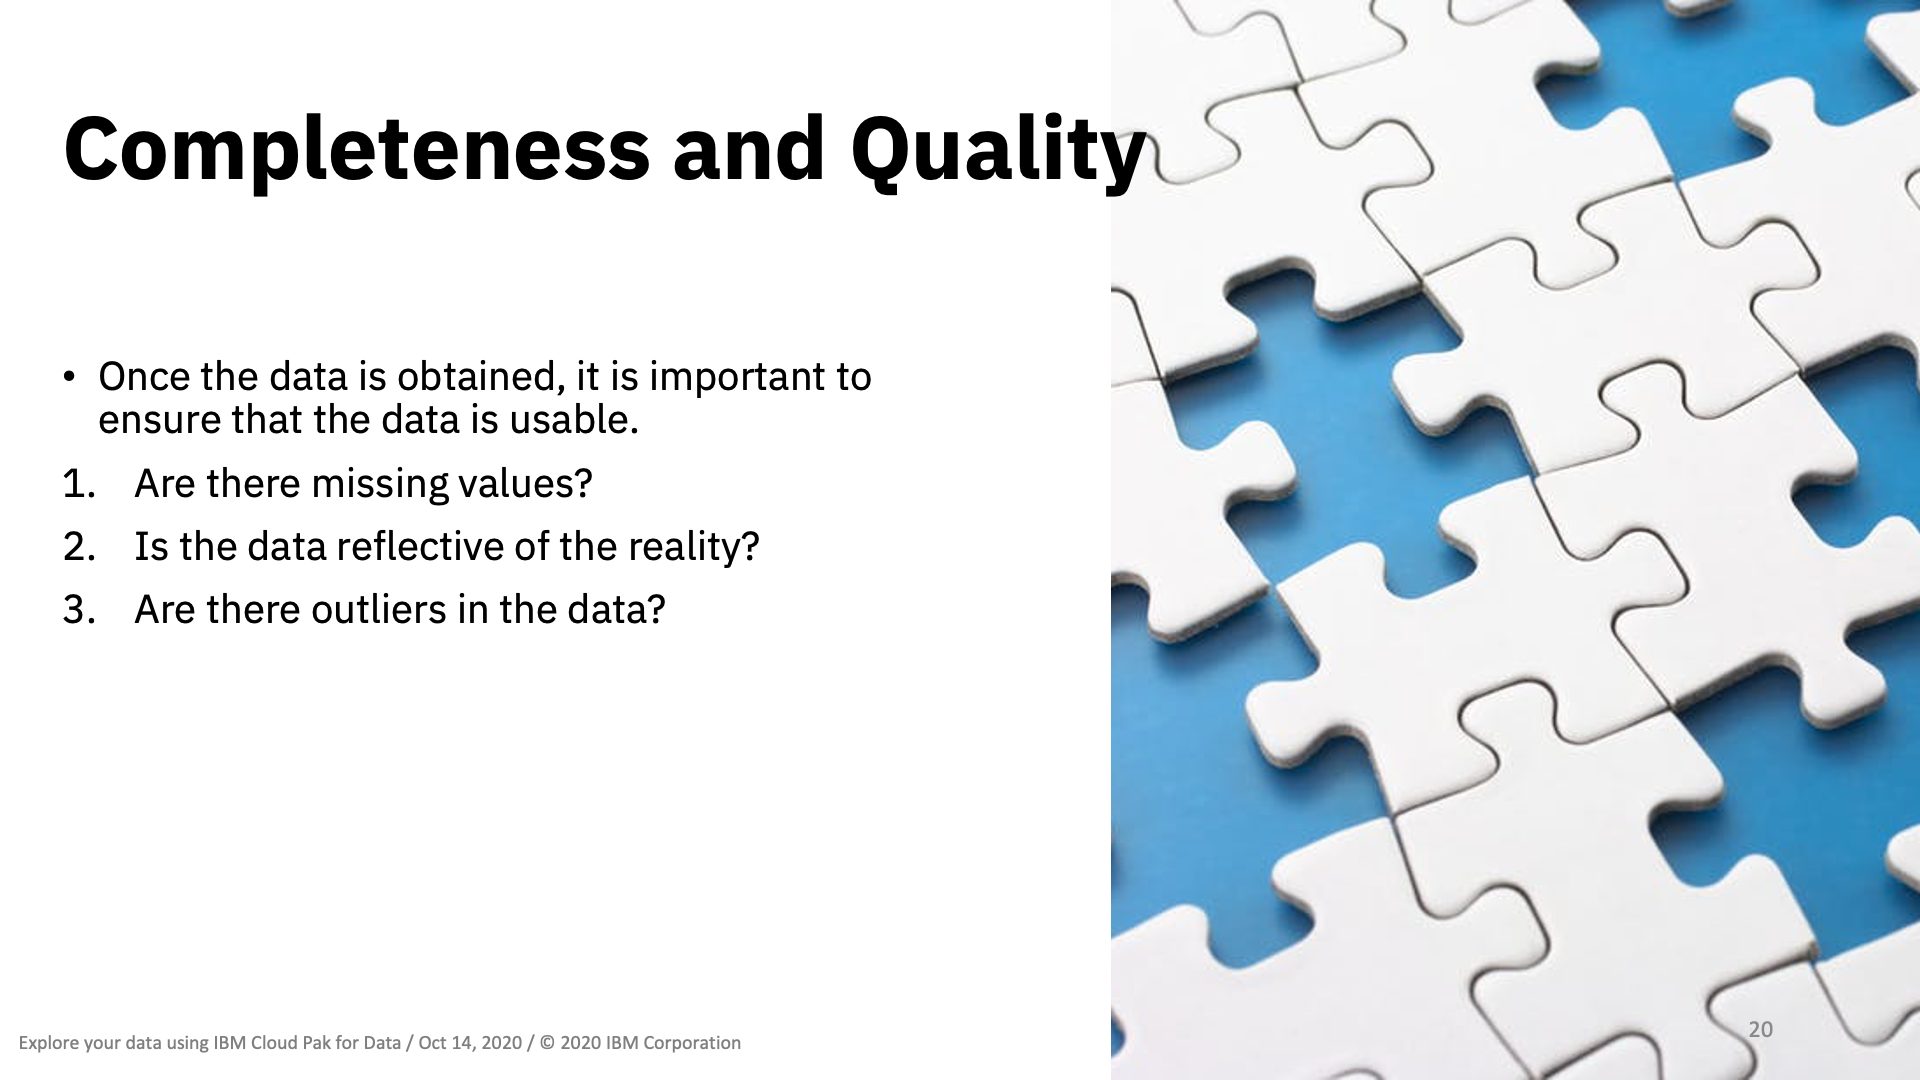 Completeness and Quality
• Once the data is obtained, it is important to
ensure that the data is usable.
1. Are there missing values?
2. Is the data reflective of the reality?
3. Are there outliers in the data?
Explore your data using IBM Cloud Pak for Data / Oct 14, 2020 / © 2020 IBM Corporation
20